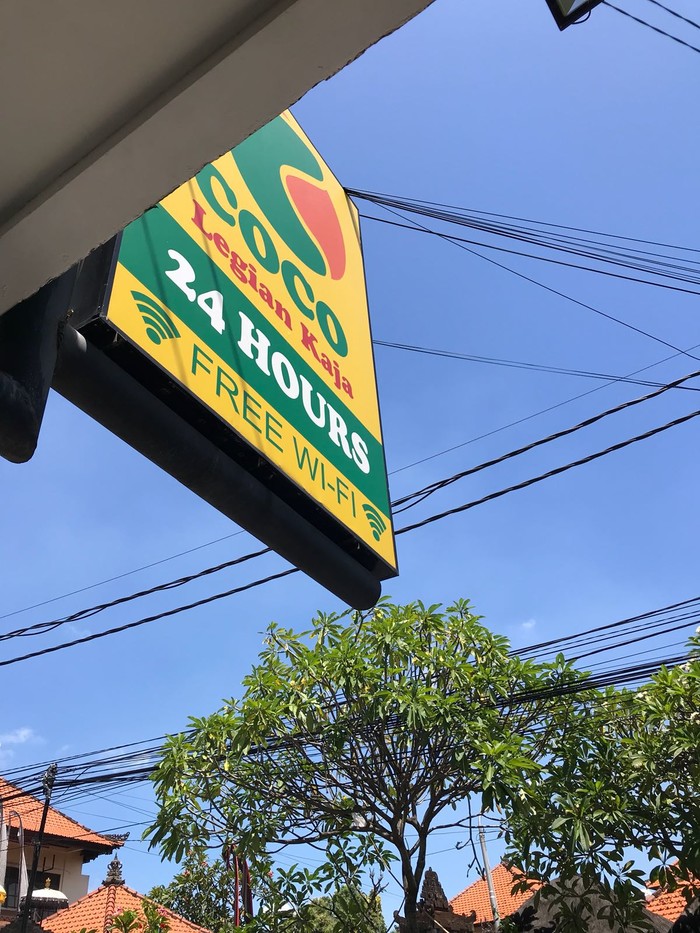 COCO
Legian Kaja
24 HOURS
FREE WI-FI